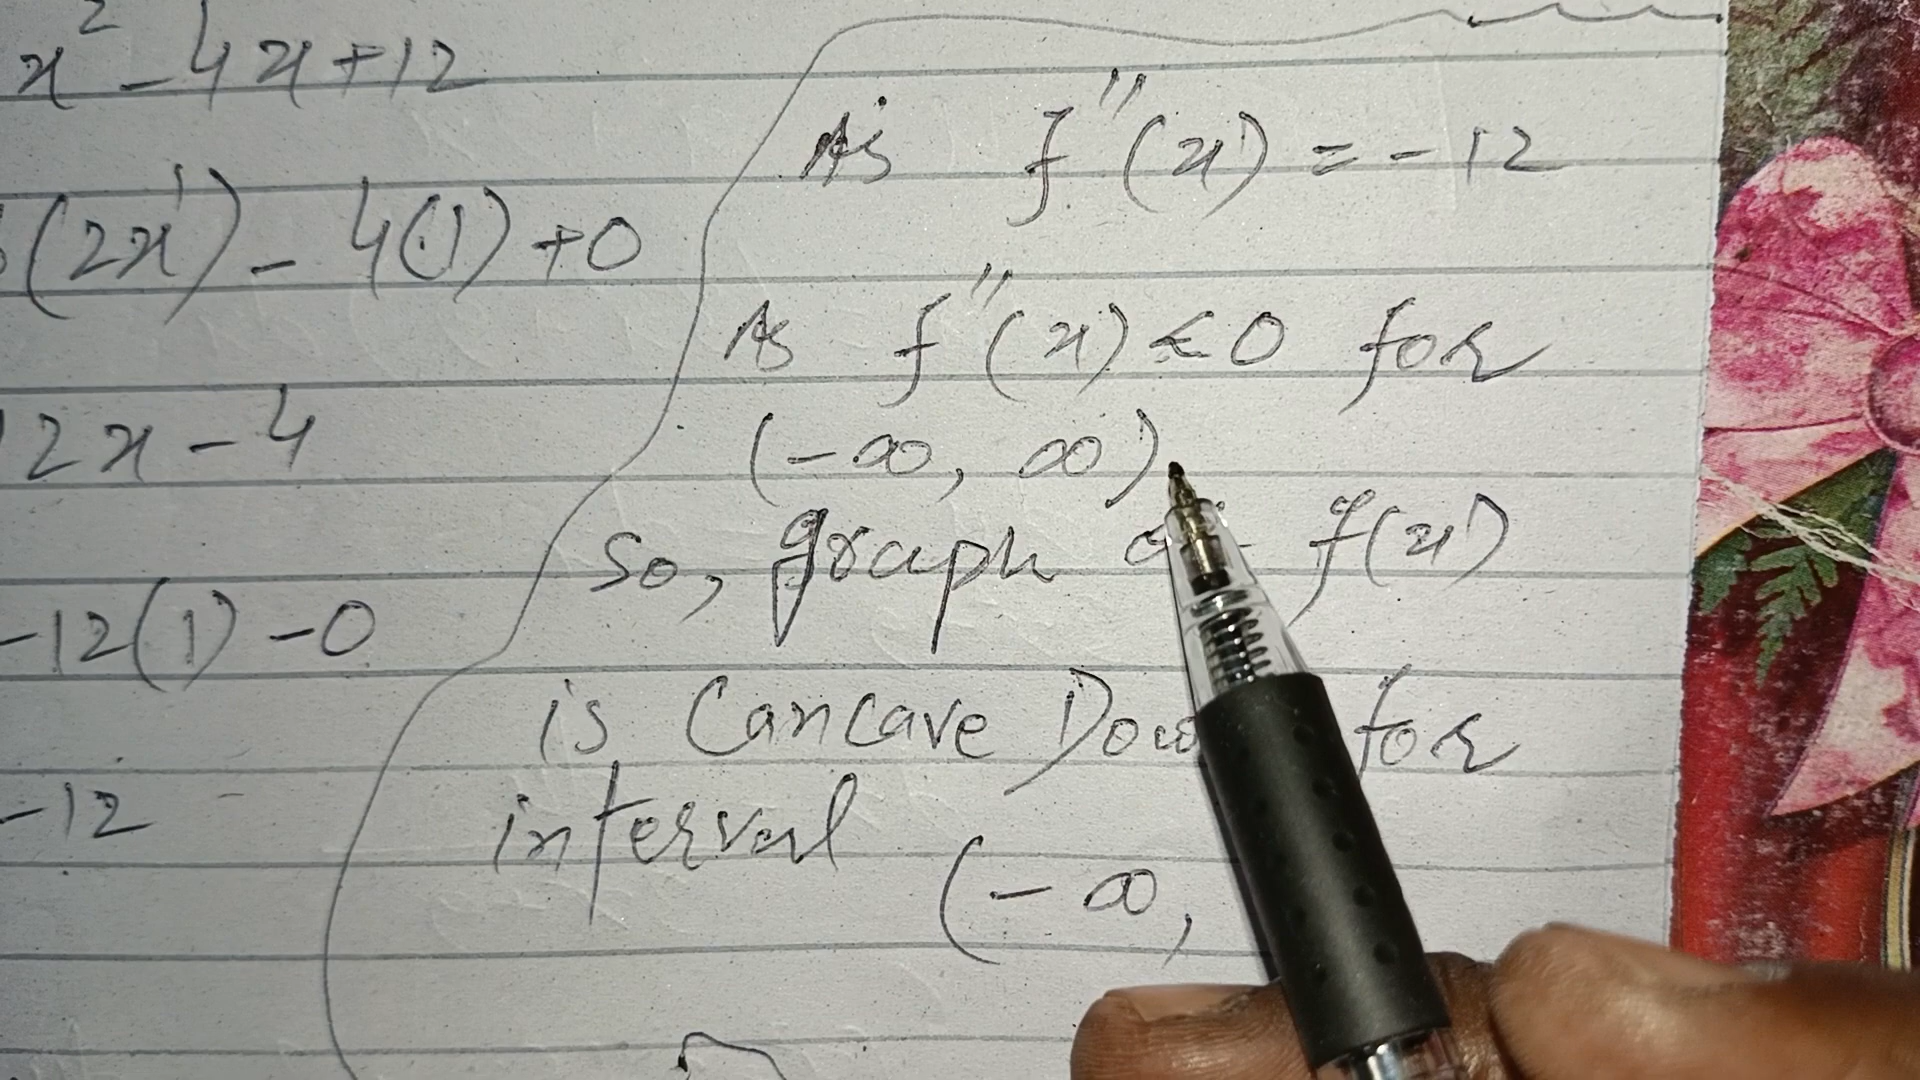 x² - 4x + 12
(2x¹) - 4(1) + 0
2x - 4
-12(1) - 0
-12
As f''(x) = -12
As f''(x) < 0 for
(-∞, ∞)
so, graph f(x)
is Concave for
interval
(-∞,